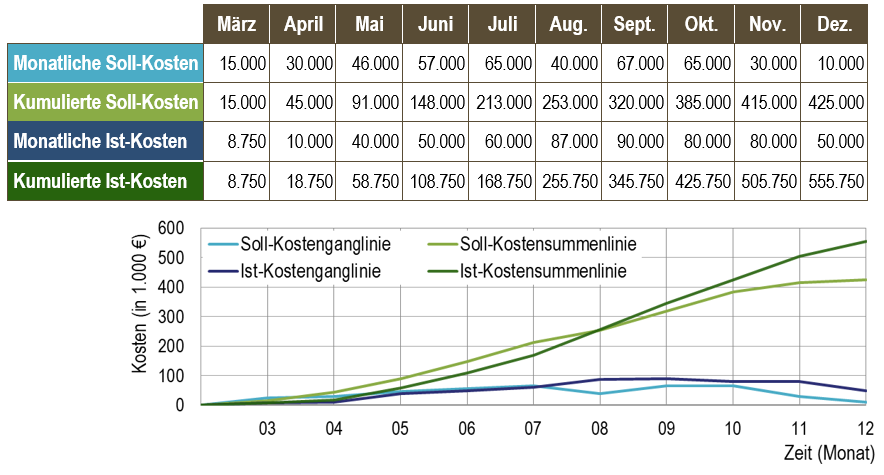 März April Mai Juni Juli Aug. Sept. Okt. Nov. Dez.
Monatliche Soll-Kosten 15.000 30.000 46.000 57.000 65.000 40.000 67.000 65.000 30.000 10.000
Kumulierte Soll-Kosten 15.000 45.000 91.000 148.000 213.000 253.000 320.000 385.000 415.000 425.000
Monatliche Ist-Kosten 8.750 10.000 40.000 50.000 60.000 87.000 90.000 80.000 80.000 50.000
Kumulierte Ist-Kosten 8.750 18.750 58.750 108.750 168.750 255.750 345.750 425.750 505.750 555.750
Kosten (in 1.000 €)
600
500
400
300
200
100
0
Soll-Kostenganglinie Soll-Kostensummenlinie
Ist-Kostenganglinie Ist-Kostensummenlinie
03 04 05 06 07 08 09 10 11 12
Zeit (Monat)